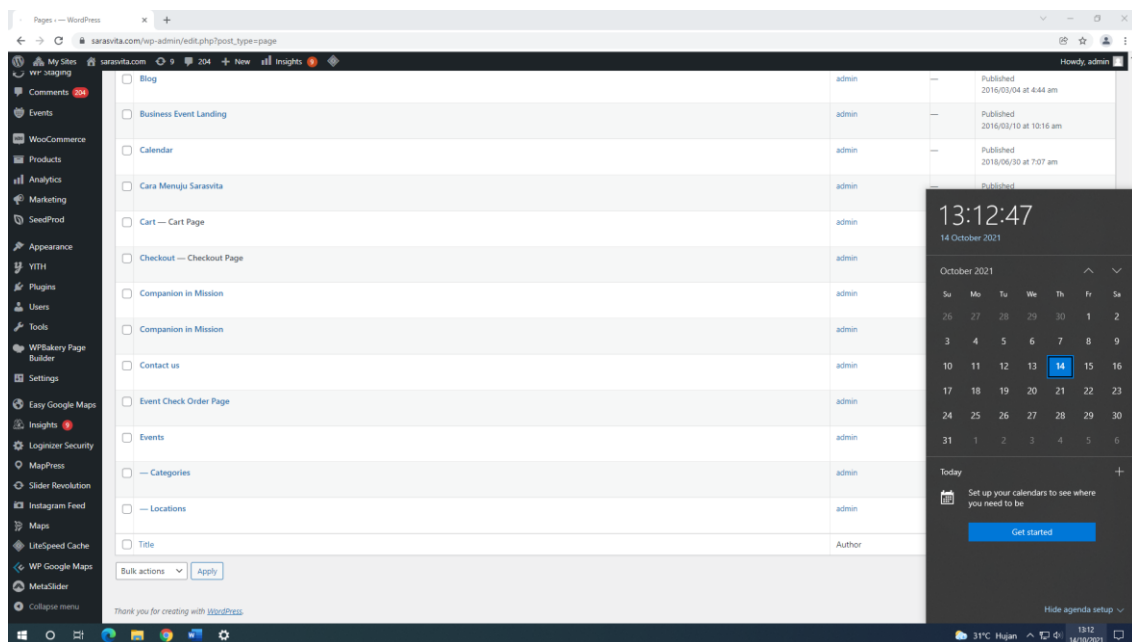 Pages ‹ — WordPress
sarasvita.com/wp-admin/edit.php?post_type=page
My Sites sarasvita.com 9 204 + New Insights 9 Howdy, admin
WP Staging
Comments 204
Events
WooCommerce
Products
Analytics
Marketing
SeedProd
Appearance
YITH
Plugins
Users
Tools
WPBakery Page
Builder
Settings
Easy Google Maps
Insights 9
Loginizer Security
MapPress
Slider Revolution
Instagram Feed
Maps
LiteSpeed Cache
WP Google Maps
MetaSlider
Collapse menu
Blog admin — Published
2016/03/04 at 4:44 am
Business Event Landing admin — Published
2016/03/10 at 10:16 am
Calendar admin — Published
2018/06/30 at 7:07 am
Cara Menuju Sarasvita admin — Published
Cart — Cart Page admin
Checkout — Checkout Page admin
Companion in Mission admin
Companion in Mission admin
Contact us admin
Event Check Order Page admin
Events admin
— Categories admin
— Locations admin
Title Author
Bulk actions Apply
Thank you for creating with WordPress.
13:12:47
14 October 2021
October 2021
Su Mo Tu We Th Fr Sa
26 27 28 29 30 1 2
3 4 5 6 7 8 9
10 11 12 13 14 15 16
17 18 19 20 21 22 23
24 25 26 27 28 29 30
31 1 2 3 4 5 6
Today
Set up your calendars to see where
you need to be
Get started
Hide agenda setup
31°C Hujan
13:12
14/10/2021